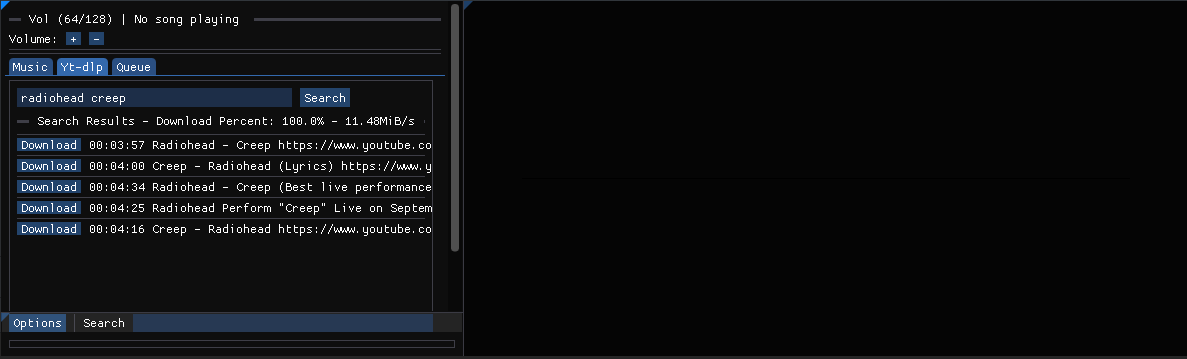 Vol (64/128) | No song playing
Volume: + -
Music Yt-dlp Queue
radiohead creep Search
Search Results - Download Percent: 100.0% - 11.48MiB/s
Download 00:03:57 Radiohead - Creep https://www.youtube.co
Download 00:04:00 Creep - Radiohead (Lyrics) https://www.y
Download 00:04:34 Radiohead - Creep (Best live performance
Download 00:04:25 Radiohead Perform "Creep" Live on Septem
Download 00:04:16 Creep - Radiohead https://www.youtube.co
Options | Search